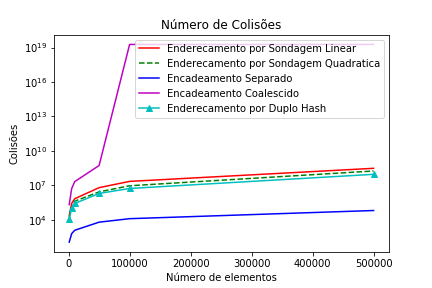 Número de Colisões
10^19
10^16
10^13
10^10
10^7
10^4
Colisões
Enderecamento por Sondagem Linear
Enderecamento por Sondagem Quadratica
Encadeamento Separado
Encadeamento Coalescido
Enderecamento por Duplo Hash
0 100000 200000 300000 400000 500000
Número de elementos